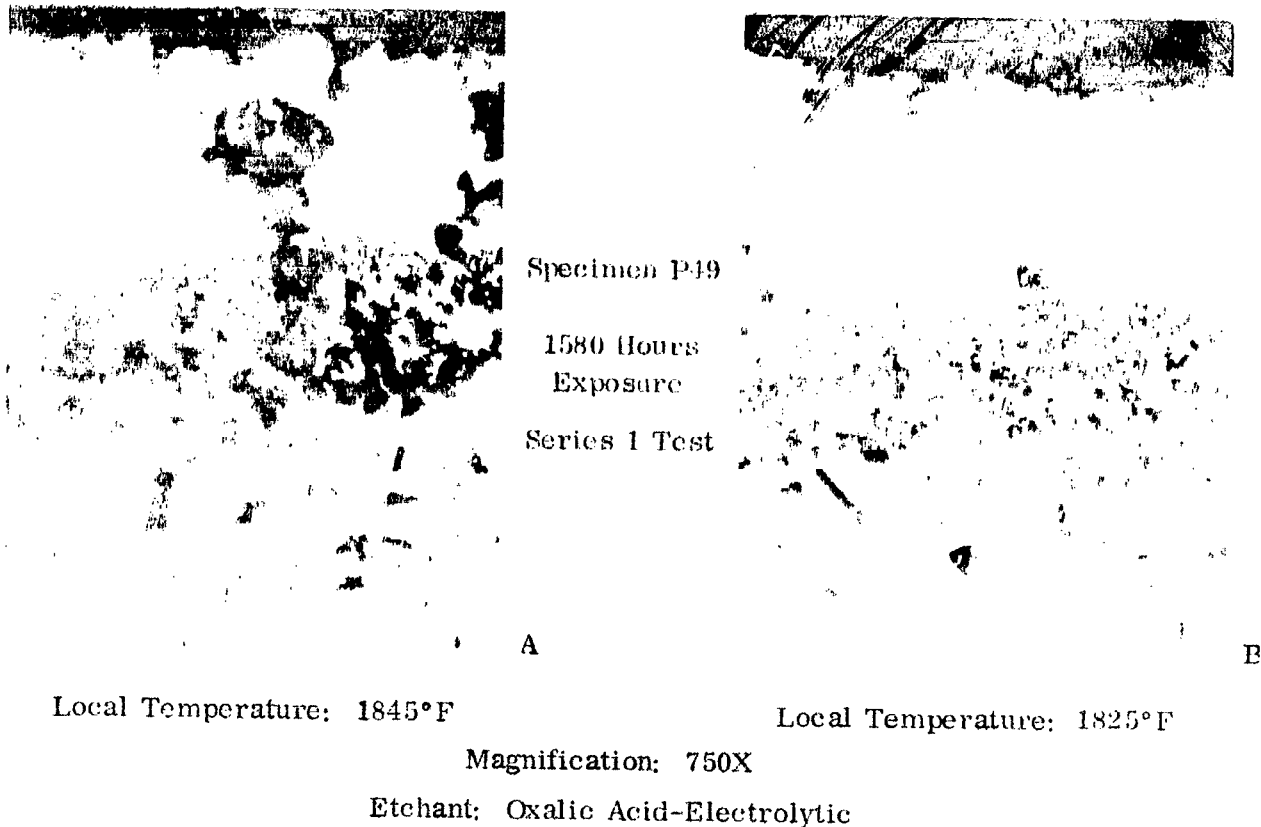 Specimen P49
1580 Hours
Exposure
Series 1 Test
A
B
Local Temperature: 1845°F
Local Temperature: 1825°F
Magnification: 750X
Etchant: Oxalic Acid-Electrolytic